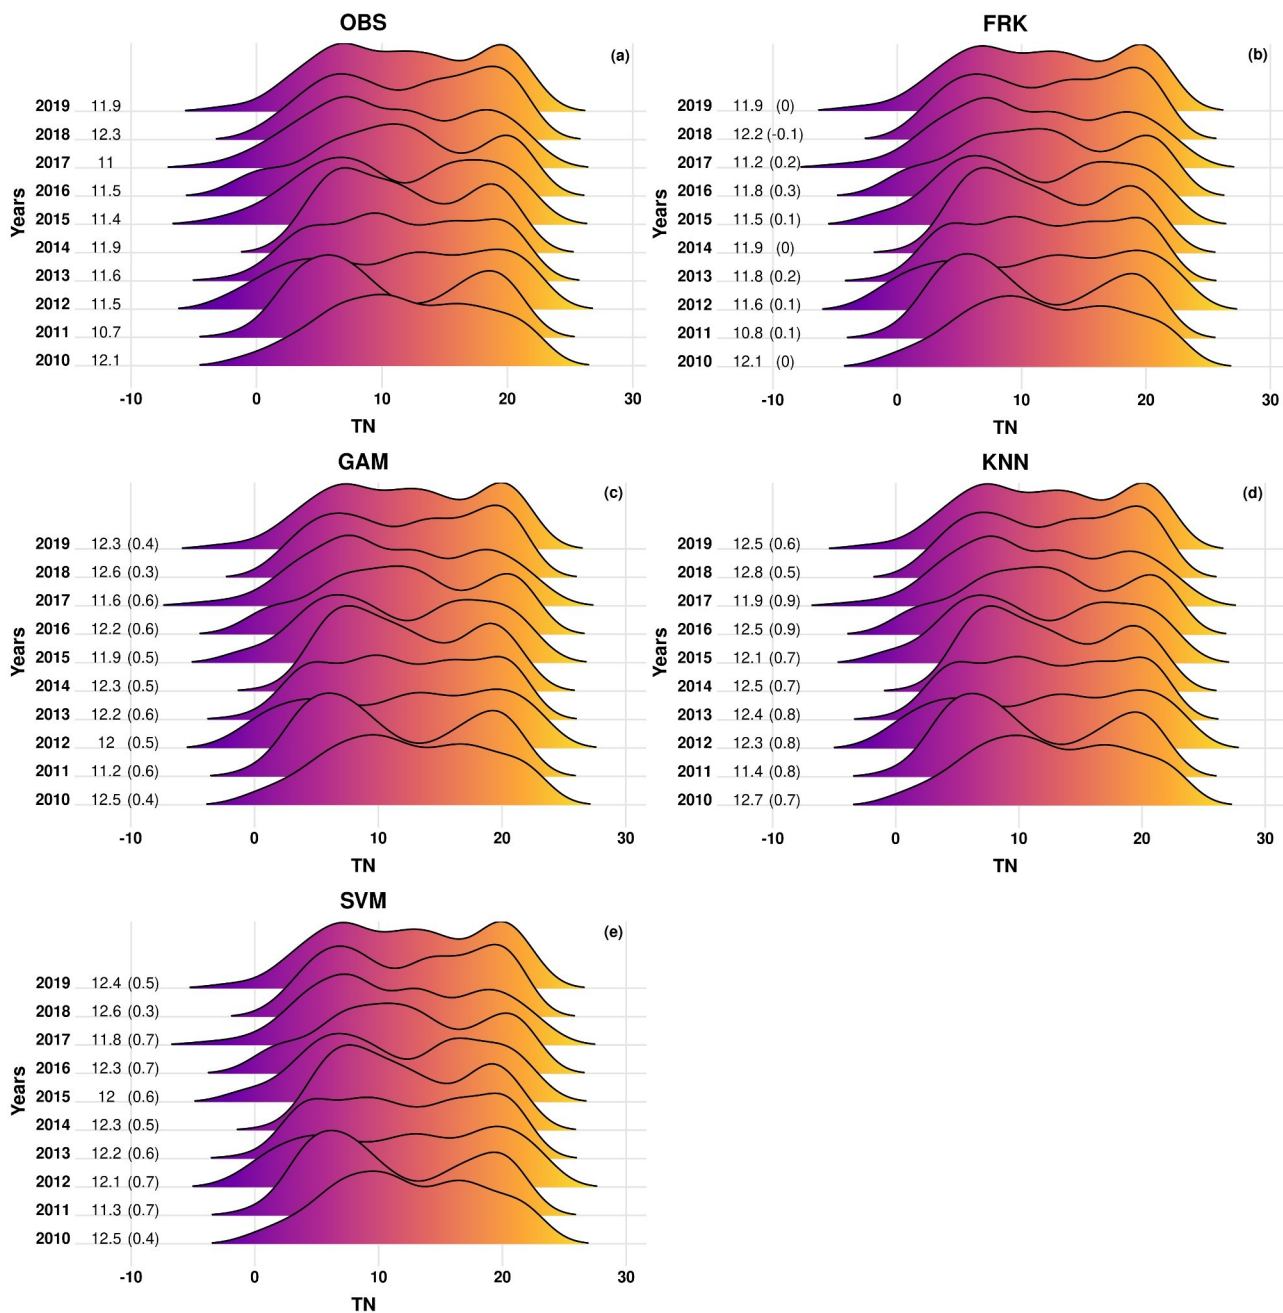 OBS
(a)
Years
2019 11.9
2018 12.3
2017 11
2016 11.5
2015 11.4
2014 11.9
2013 11.6
2012 11.5
2011 10.7
2010 12.1
-10 0 10 20 30
TN
FRK
(b)
Years
2019 11.9 (0)
2018 12.2 (-0.1)
2017 11.2 (0.2)
2016 11.8 (0.3)
2015 11.5 (0.1)
2014 11.9 (0)
2013 11.8 (0.2)
2012 11.6 (0.1)
2011 10.8 (0.1)
2010 12.1 (0)
-10 0 10 20 30
TN
GAM
(c)
Years
2019 12.3 (0.4)
2018 12.6 (0.3)
2017 11.6 (0.6)
2016 12.2 (0.6)
2015 11.9 (0.5)
2014 12.3 (0.5)
2013 12.2 (0.6)
2012 12 (0.5)
2011 11.2 (0.6)
2010 12.5 (0.4)
-10 0 10 20 30
TN
KNN
(d)
Years
2019 12.5 (0.6)
2018 12.8 (0.5)
2017 11.9 (0.9)
2016 12.5 (0.9)
2015 12.1 (0.7)
2014 12.5 (0.7)
2013 12.4 (0.8)
2012 12.3 (0.8)
2011 11.4 (0.8)
2010 12.7 (0.7)
-10 0 10 20 30
TN
SVM
(e)
Years
2019 12.4 (0.5)
2018 12.6 (0.3)
2017 11.8 (0.7)
2016 12.3 (0.7)
2015 12 (0.6)
2014 12.3 (0.5)
2013 12.2 (0.6)
2012 12.1 (0.7)
2011 11.3 (0.7)
2010 12.5 (0.4)
-10 0 10 20 30
TN